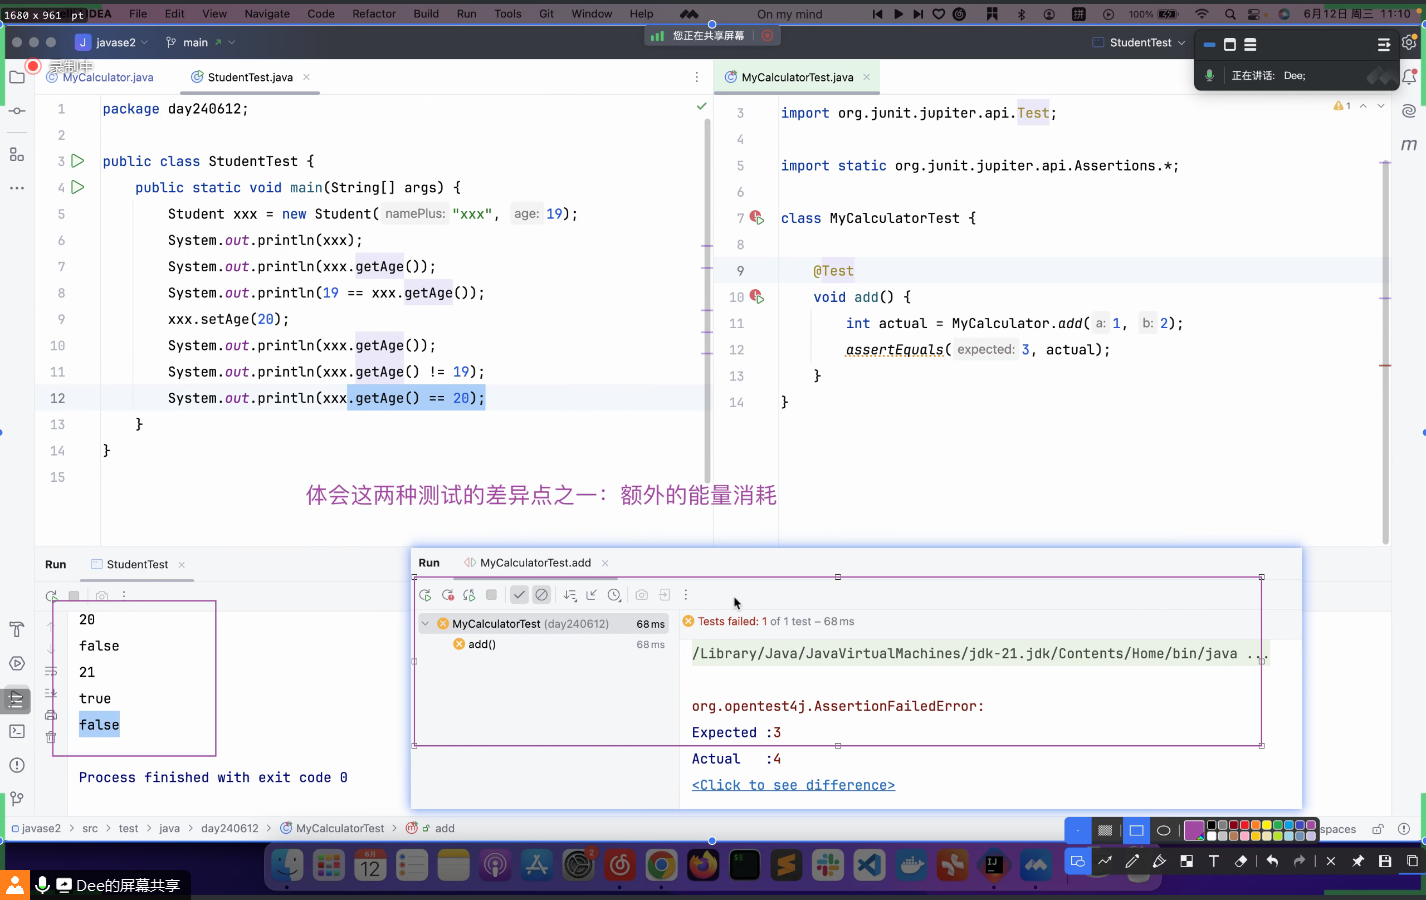 1680 x 961 pt
IntelliJ IDEA File Edit View Navigate Code Refactor Build Run Tools Git Window Help On my mind 100% 6月12日 周三 11:10
J javase2 main 您正在共享屏幕 StudentTest
录制中
正在讲话: Dee;
MyCalculator.java StudentTest.java MyCalculatorTest.java
1 package day240612;
2
3 public class StudentTest {
4 public static void main(String[] args) {
5 Student xxx = new Student( namePlus: "xxx", age: 19);
6 System.out.println(xxx);
7 System.out.println(xxx.getAge());
8 System.out.println(19 == xxx.getAge());
9 xxx.setAge(20);
10 System.out.println(xxx.getAge());
11 System.out.println(xxx.getAge() != 19);
12 System.out.println(xxx.getAge() == 20);
13 }
14 }
15
1
3 import org.junit.jupiter.api.Test;
4
5 import static org.junit.jupiter.api.Assertions.*;
6
7 class MyCalculatorTest {
8
9 @Test
10 void add() {
11 int actual = MyCalculator.add( a: 1, b: 2);
12 assertEquals( expected: 3, actual);
13 }
14 }
体会这两种测试的差异点之一：额外的能量消耗
Run StudentTest
20
false
21
true
false
Process finished with exit code 0
Run MyCalculatorTest.add
MyCalculatorTest (day240612) 68 ms
add() 68 ms
Tests failed: 1 of 1 test – 68 ms
/Library/Java/JavaVirtualMachines/jdk-21.jdk/Contents/Home/bin/java ...
org.opentest4j.AssertionFailedError:
Expected :3
Actual :4
<Click to see difference>
javase2 > src > test > java > day240612 > MyCalculatorTest > add
spaces
6月
12
2
Dee的屏幕共享